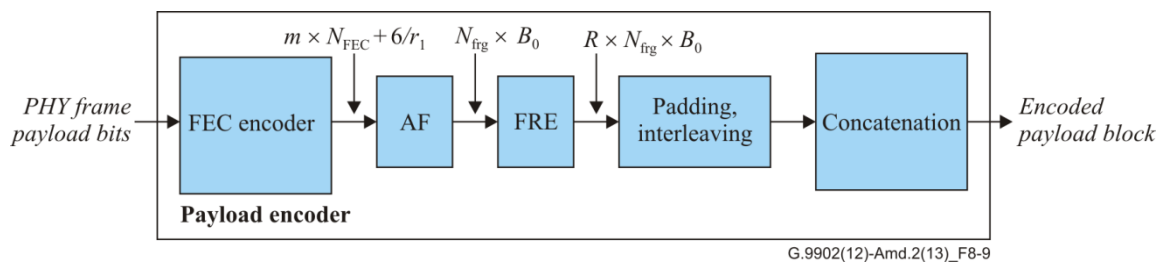 m × N_FEC + 6/r_1
N_frg × B_0
R × N_frg × B_0
PHY frame
payload bits
FEC encoder
AF
FRE
Padding,
interleaving
Concatenation
Encoded
payload block
Payload encoder
G.9902(12)-Amd.2(13)_F8-9